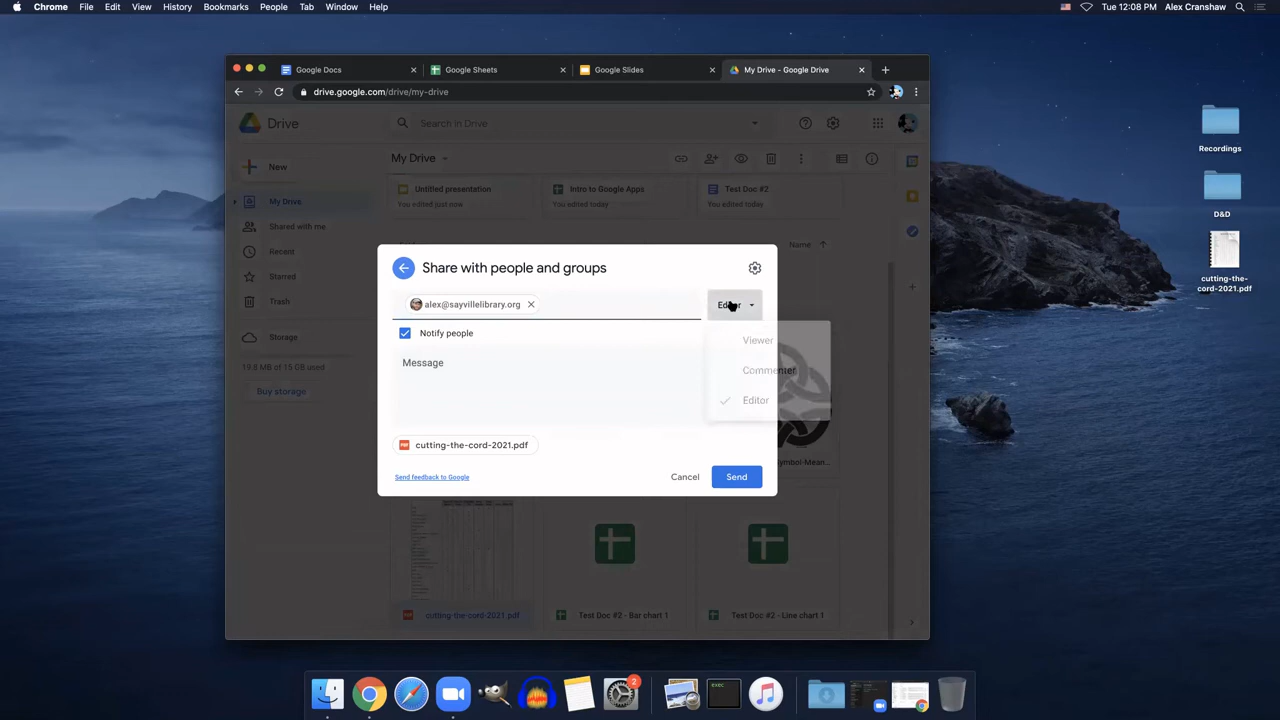 Chrome File Edit View History Bookmarks People Tab Window Help Tue 12:08 PM Alex Cranshaw
Google Docs Google Sheets Google Slides My Drive - Google Drive
drive.google.com/drive/my-drive
Drive Search in Drive
New My Drive
My Drive
Shared with me
Recent
Starred
Trash
Storage
19.8 MB of 15 GB used
Buy storage
Untitled presentation
You edited just now
Intro to Google Apps
You edited today
Test Doc #2
You edited today
Name
Share with people and groups
alex@sayvillelibrary.org
Editor
Notify people
Message
Viewer
Commenter
Editor
cutting-the-cord-2021.pdf
Send feedback to Google
Cancel Send
Symbol-Mean...
cutting-the-cord-2021.pdf
Test Doc #2 - Bar chart 1
Test Doc #2 - Line chart 1
Recordings
D&D
cutting-the-
cord-2021.pdf
2
exec